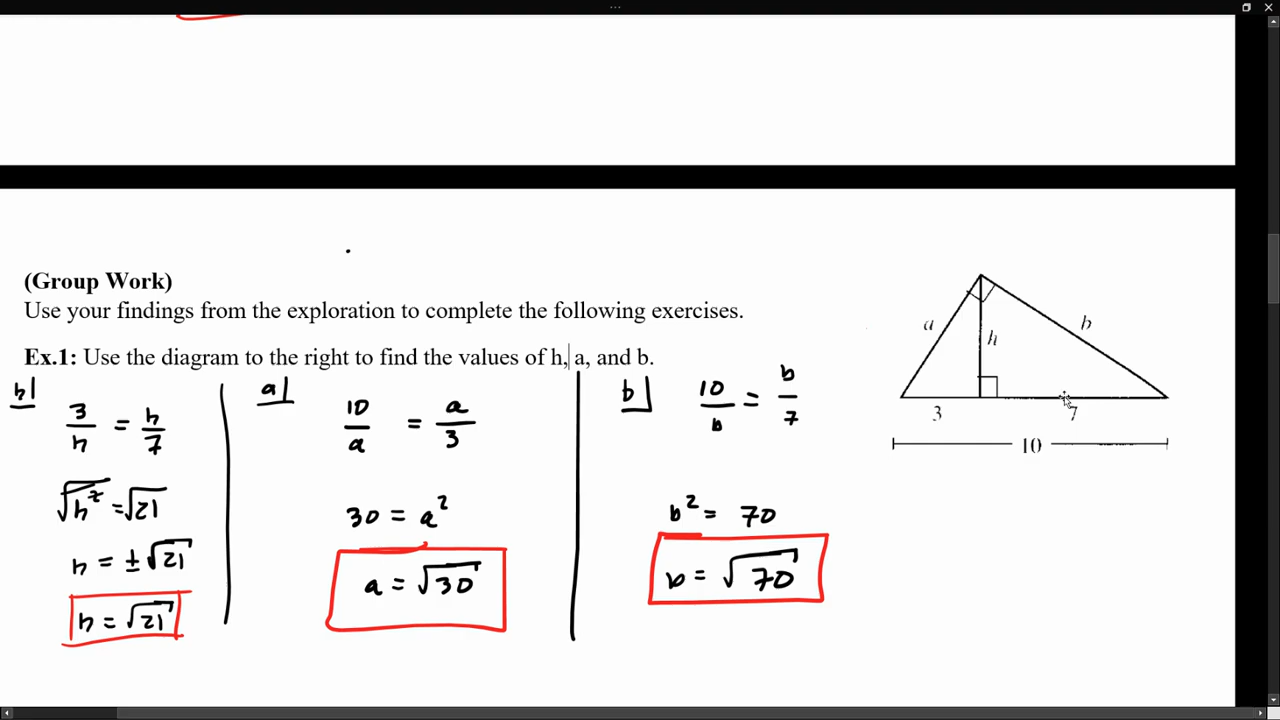 (Group Work)
Use your findings from the exploration to complete the following exercises.
Ex.1: Use the diagram to the right to find the values of h, a, and b.
h
3/h = h/7
√h² = √21
h = ±√21
h = √21
a
10/a = a/3
30 = a²
a = √30
b
10/b = b/7
b² = 70
b = √70
a
h
b
3
7
10